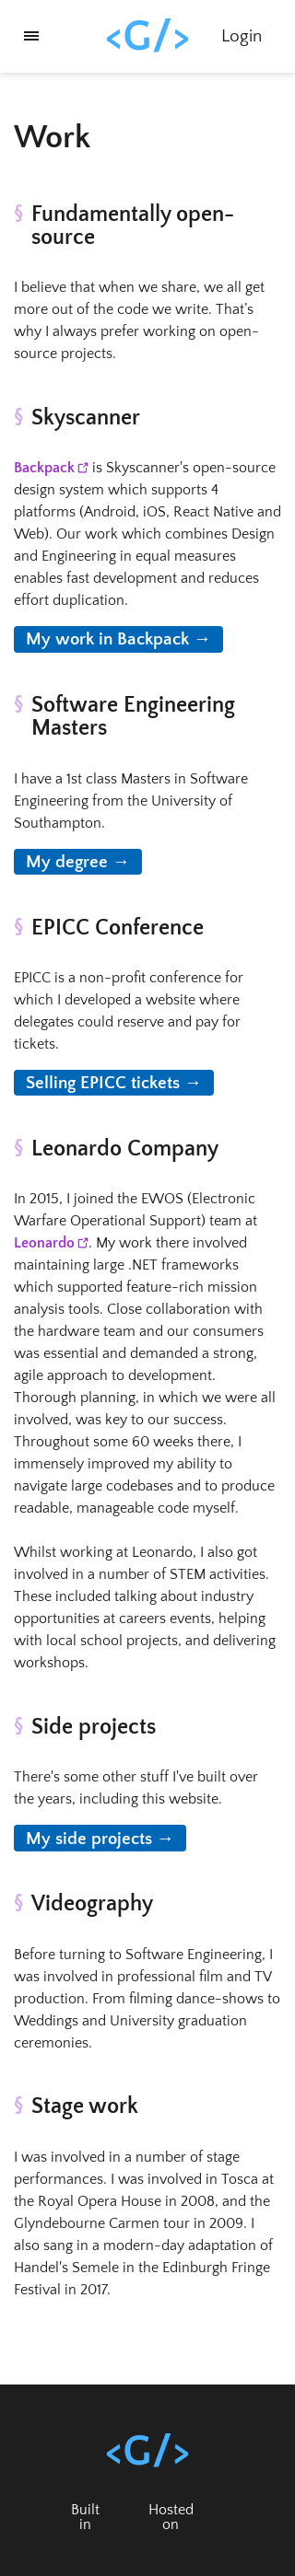 <G/>
Login
Work
§ Fundamentally open-
source
I believe that when we share, we all get
more out of the code we write. That's
why I always prefer working on open-
source projects.
§ Skyscanner
Backpack is Skyscanner's open-source
design system which supports 4
platforms (Android, iOS, React Native and
Web). Our work which combines Design
and Engineering in equal measures
enables fast development and reduces
effort duplication.
My work in Backpack →
§ Software Engineering
Masters
I have a 1st class Masters in Software
Engineering from the University of
Southampton.
My degree →
§ EPICC Conference
EPICC is a non-profit conference for
which I developed a website where
delegates could reserve and pay for
tickets.
Selling EPICC tickets →
§ Leonardo Company
In 2015, I joined the EWOS (Electronic
Warfare Operational Support) team at
Leonardo. My work there involved
maintaining large .NET frameworks
which supported feature-rich mission
analysis tools. Close collaboration with
the hardware team and our consumers
was essential and demanded a strong,
agile approach to development.
Thorough planning, in which we were all
involved, was key to our success.
Throughout some 60 weeks there, I
immensely improved my ability to
navigate large codebases and to produce
readable, manageable code myself.
Whilst working at Leonardo, I also got
involved in a number of STEM activities.
These included talking about industry
opportunities at careers events, helping
with local school projects, and delivering
workshops.
§ Side projects
There's some other stuff I've built over
the years, including this website.
My side projects →
§ Videography
Before turning to Software Engineering, I
was involved in professional film and TV
production. From filming dance-shows to
Weddings and University graduation
ceremonies.
§ Stage work
I was involved in a number of stage
performances. I was involved in Tosca at
the Royal Opera House in 2008, and the
Glyndebourne Carmen tour in 2009. I
also sang in a modern-day adaptation of
Handel's Semele in the Edinburgh Fringe
Festival in 2017.
<G/>
Built
in
Hosted
on